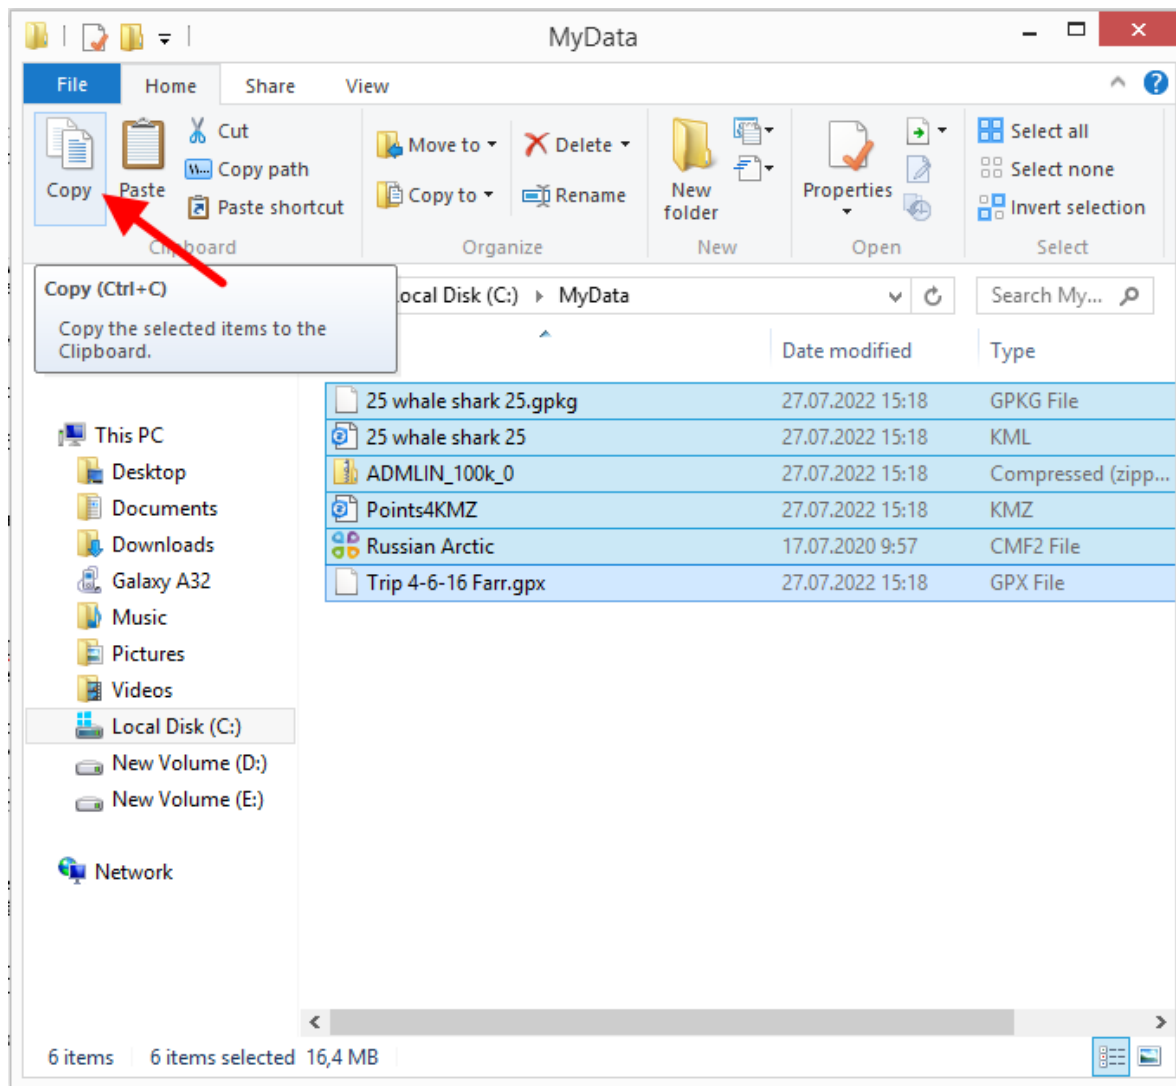 MyData
File Home Share View
Copy
Paste
Cut
Copy path
Paste shortcut
Clipboard
Move to
Copy to
Delete
Rename
Organize
New folder
New
Properties
Open
Select all
Select none
Invert selection
Select
Copy (Ctrl+C)
Copy the selected items to the
Clipboard.
Local Disk (C:) MyData
Search My...
Date modified Type
25 whale shark 25.gpkg 27.07.2022 15:18 GPKG File
25 whale shark 25 27.07.2022 15:18 KML
ADMLIN_100k_0 27.07.2022 15:18 Compressed (zipp...
Points4KMZ 27.07.2022 15:18 KMZ
Russian Arctic 17.07.2020 9:57 CMF2 File
Trip 4-6-16 Farr.gpx 27.07.2022 15:18 GPX File
This PC
Desktop
Documents
Downloads
Galaxy A32
Music
Pictures
Videos
Local Disk (C:)
New Volume (D:)
New Volume (E:)
Network
6 items 6 items selected 16,4 MB